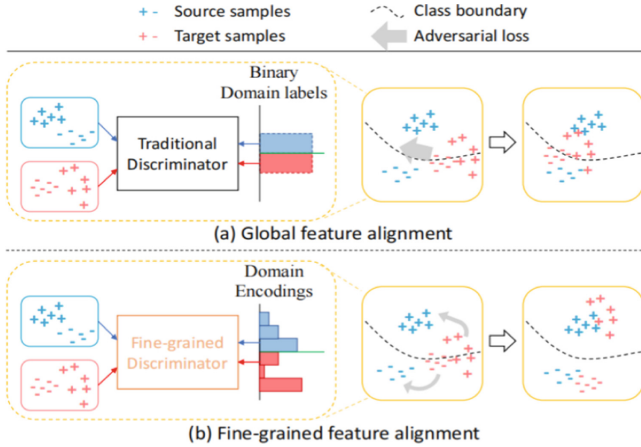 + - Source samples
+ - Target samples
Class boundary
Adversarial loss
Binary
Domain labels
Traditional
Discriminator
(a) Global feature alignment
Domain
Encodings
Fine-grained
Discriminator
(b) Fine-grained feature alignment